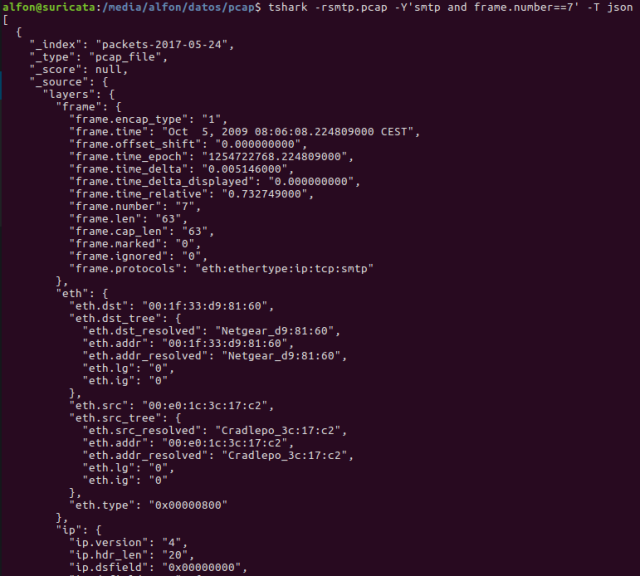 alfon@suricata:/media/alfon/datos/pcap$ tshark -rsmtp.pcap -Y'smtp and frame.number==7' -T json
[
  {
    "_index": "packets-2017-05-24",
    "_type": "pcap_file",
    "_score": null,
    "_source": {
      "layers": {
        "frame": {
          "frame.encap_type": "1",
          "frame.time": "Oct  5, 2009 08:06:08.224809000 CEST",
          "frame.offset_shift": "0.000000000",
          "frame.time_epoch": "1254722768.224809000",
          "frame.time_delta": "0.005146000",
          "frame.time_delta_displayed": "0.000000000",
          "frame.time_relative": "0.732749000",
          "frame.number": "7",
          "frame.len": "63",
          "frame.cap_len": "63",
          "frame.marked": "0",
          "frame.ignored": "0",
          "frame.protocols": "eth:ethertype:ip:tcp:smtp"
        },
        "eth": {
          "eth.dst": "00:1f:33:d9:81:60",
          "eth.dst_tree": {
            "eth.dst_resolved": "Netgear_d9:81:60",
            "eth.addr": "00:1f:33:d9:81:60",
            "eth.addr_resolved": "Netgear_d9:81:60",
            "eth.lg": "0",
            "eth.ig": "0"
          },
          "eth.src": "00:e0:1c:3c:17:c2",
          "eth.src_tree": {
            "eth.src_resolved": "Cradlepo_3c:17:c2",
            "eth.addr": "00:e0:1c:3c:17:c2",
            "eth.addr_resolved": "Cradlepo_3c:17:c2",
            "eth.lg": "0",
            "eth.ig": "0"
          },
          "eth.type": "0x00000800"
        },
        "ip": {
          "ip.version": "4",
          "ip.hdr_len": "20",
          "ip.dsfield": "0x00000000",